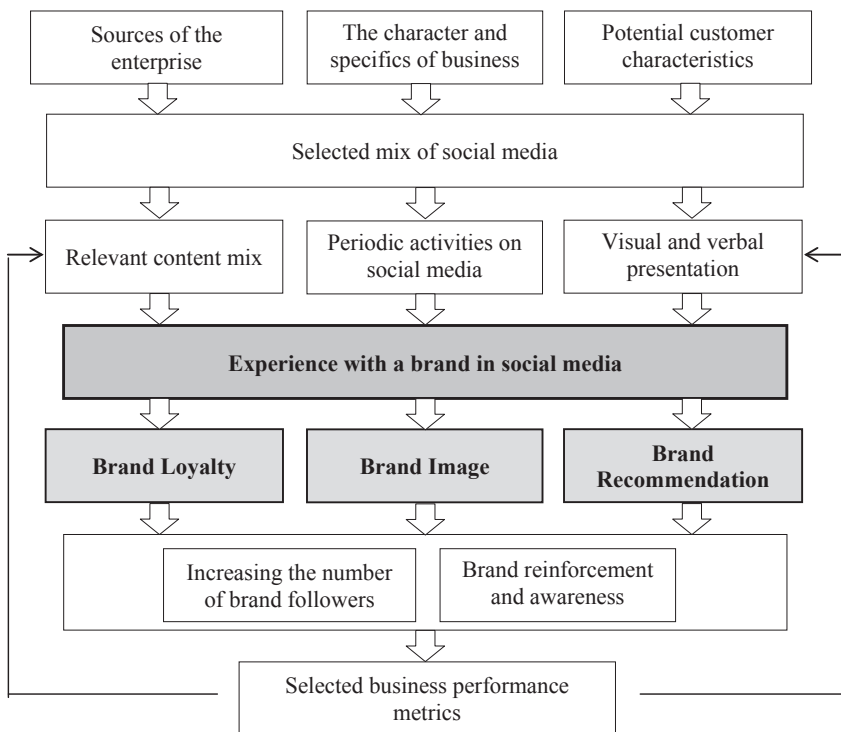 Sources of the
enterprise
The character and
specifics of business
Potential customer
characteristics
Selected mix of social media
Relevant content mix
Periodic activities on
social media
Visual and verbal
presentation
Experience with a brand in social media
Brand Loyalty
Brand Image
Brand
Recommendation
Increasing the number
of brand followers
Brand reinforcement
and awareness
Selected business performance
metrics